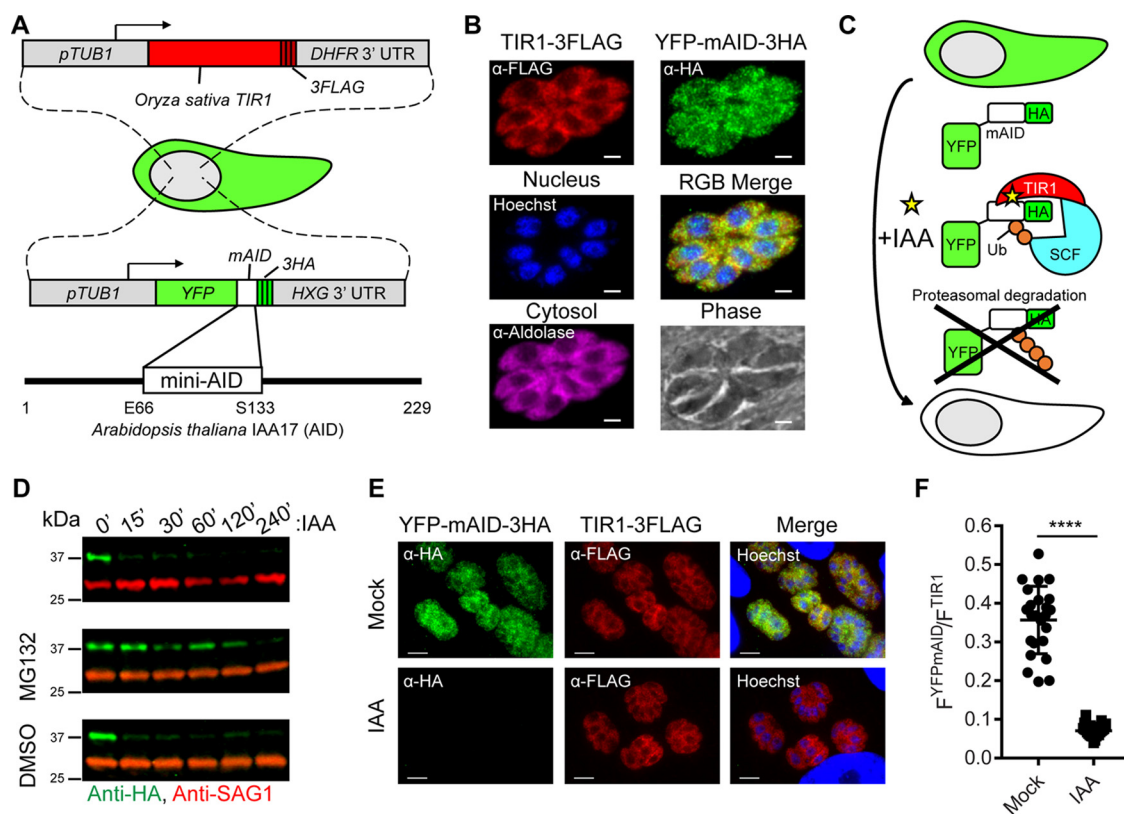 A
pTUB1
DHFR 3' UTR
3FLAG
Oryza sativa TIR1
mAID
3HA
pTUB1
YFP
HXG 3' UTR
mini-AID
1
E66
S133
229
Arabidopsis thaliana IAA17 (AID)
B
TIR1-3FLAG
YFP-mAID-3HA
α-FLAG
α-HA
Nucleus
RGB Merge
Hoechst
Cytosol
Phase
α-Aldolase
C
HA
mAID
YFP
TIR1
HA
+IAA
YFP
Ub
SCF
Proteasomal degradation
HA
YFP
D
kDa
0' 15' 30' 60' 120' 240' :IAA
37
25
MG132
37
25
DMSO
37
25
Anti-HA, Anti-SAG1
E
YFP-mAID-3HA
TIR1-3FLAG
Merge
Mock
α-HA
α-FLAG
Hoechst
IAA
α-HA
α-FLAG
Hoechst
F
****
F^YFPmAID/F^TIR1
0.6
0.5
0.4
0.3
0.2
0.1
0.0
Mock
IAA